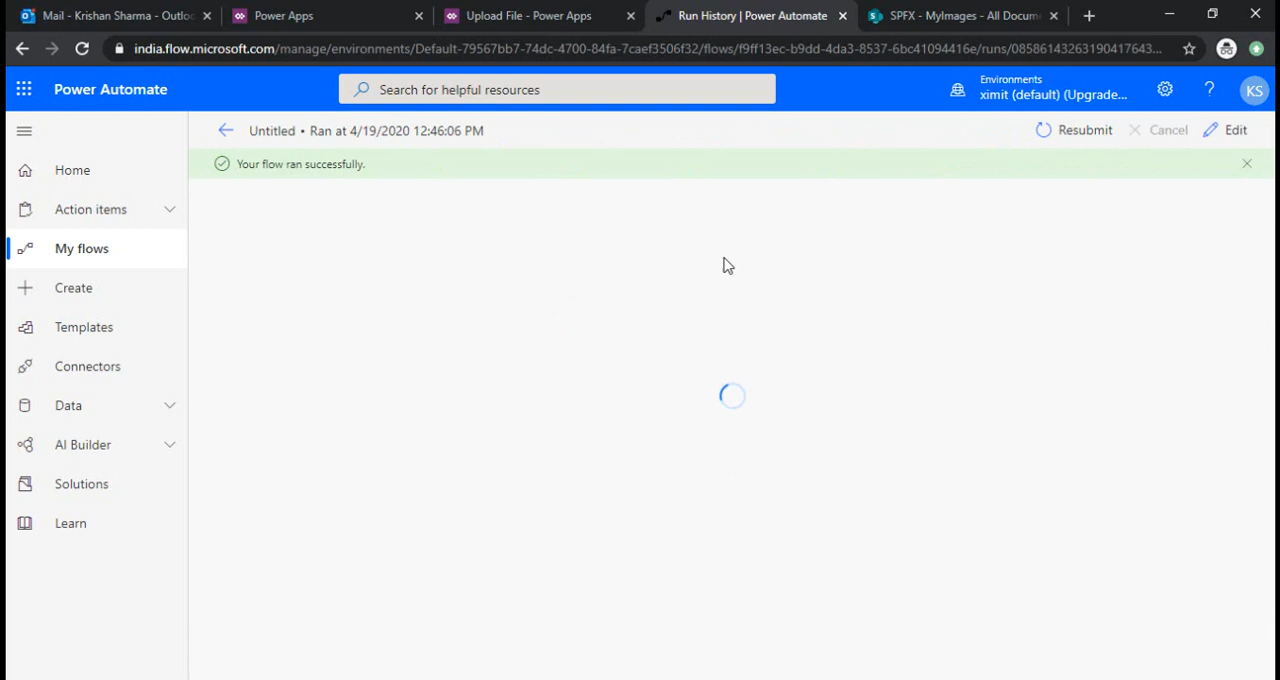 Mail - Krishan Sharma - Outloo
Power Apps
Upload File - Power Apps
Run History | Power Automate
SPFX - MyImages - All Docum
india.flow.microsoft.com/manage/environments/Default-79567bb7-74dc-4700-84fa-7caef3506f32/flows/f9ff13ec-b9dd-4da3-8537-6bc41094416e/runs/08586143263190417643...
Power Automate
Search for helpful resources
Environments
ximit (default) (Upgrade...
KS
Untitled • Ran at 4/19/2020 12:46:06 PM
Resubmit
Cancel
Edit
Your flow ran successfully.
Home
Action items
My flows
Create
Templates
Connectors
Data
AI Builder
Solutions
Learn